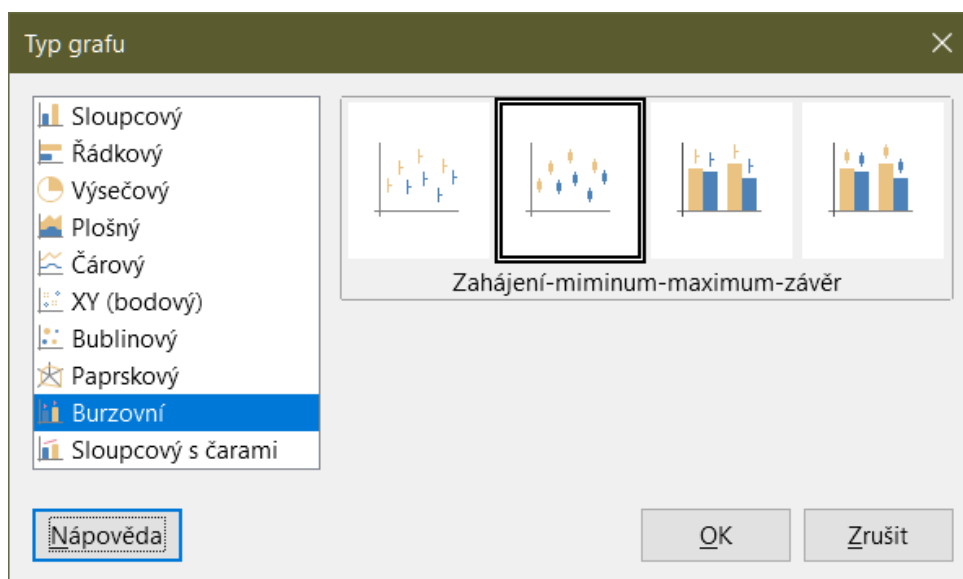 Typ grafu
Sloupcový
Řádkový
Výsečový
Plošný
Čárový
XY (bodový)
Bublinový
Paprskový
Burzovní
Sloupcový s čarami
Zahájení-miminum-maximum-závěr
Nápověda
OK
Zrušit